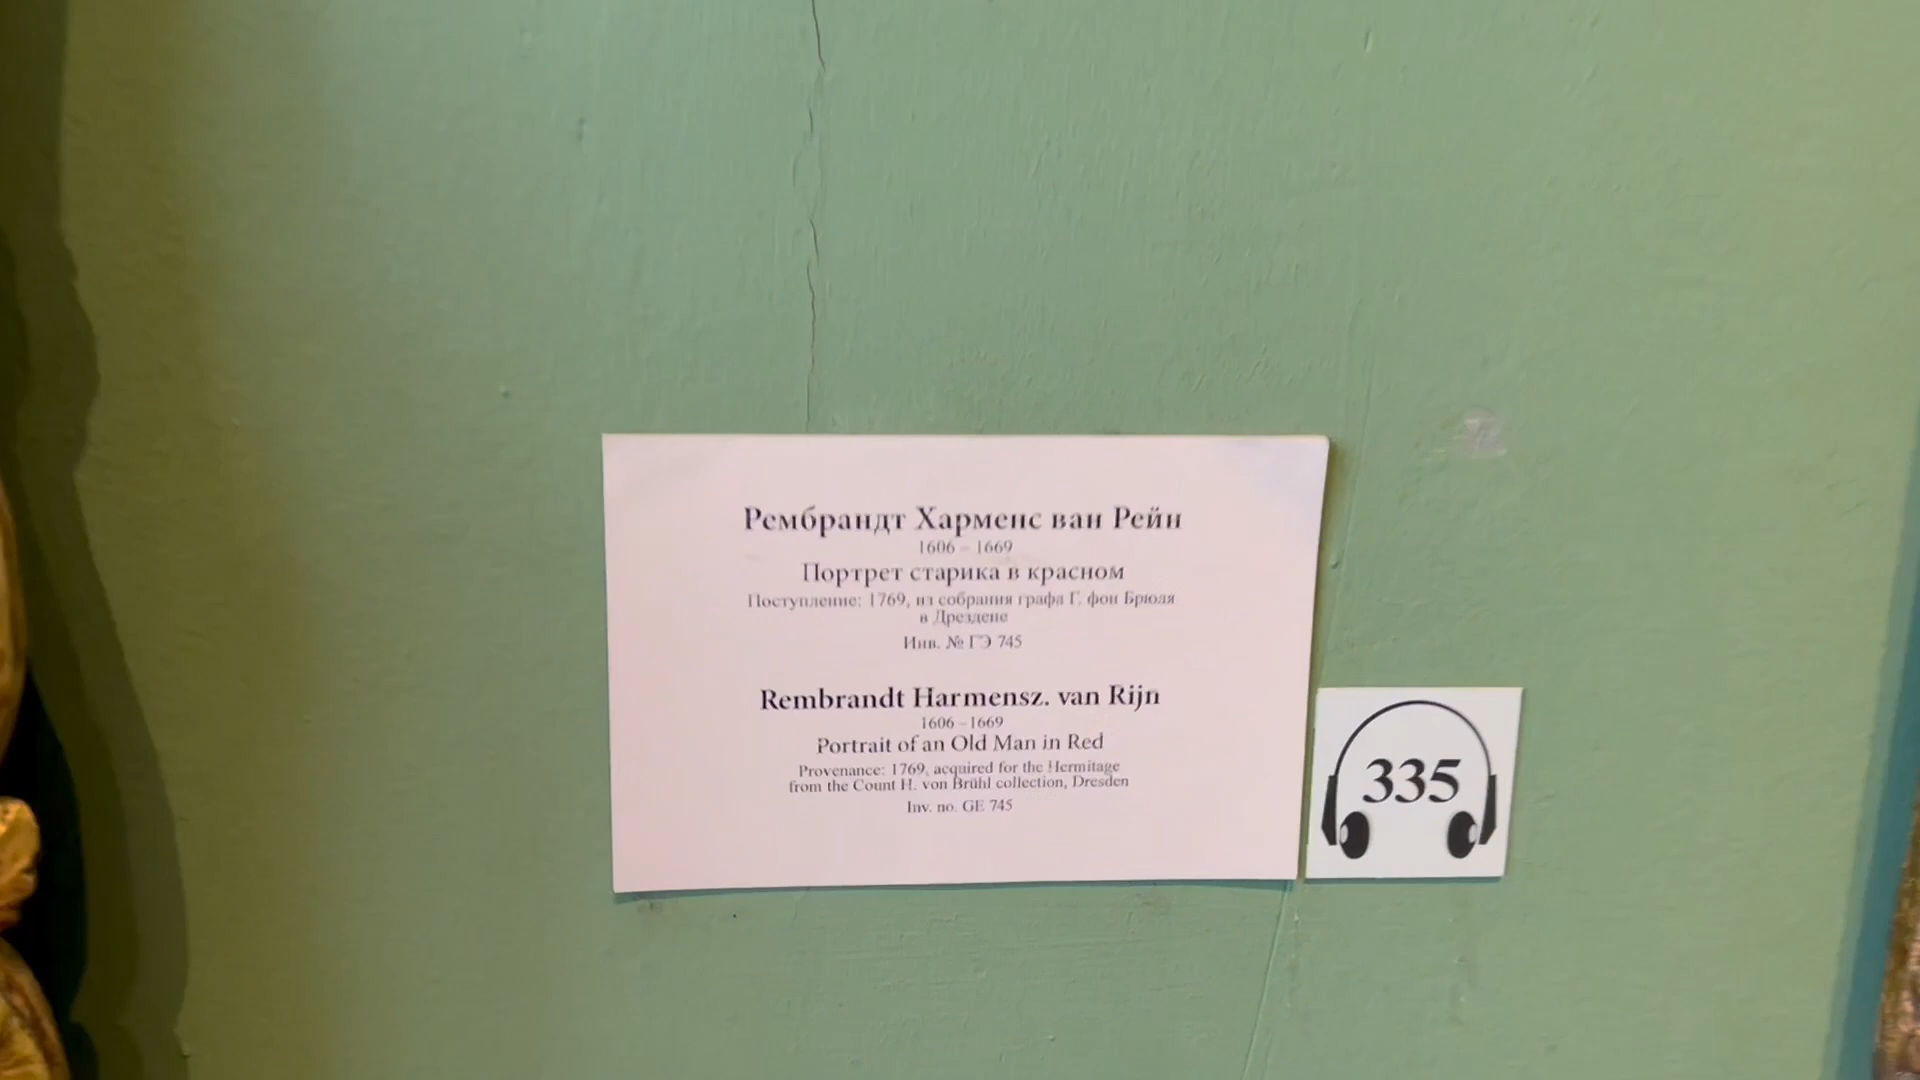 Рембрандт Харменс ван Рейн
1606 – 1669
Портрет старика в красном
Поступление: 1769, из собрания графа Г. фон Брюля
в Дрездене
Инв. № ГЭ 745
Rembrandt Harmensz. van Rijn
1606 – 1669
Portrait of an Old Man in Red
Provenance: 1769, acquired for the Hermitage
from the Count H. von Brühl collection, Dresden
Inv. no. GE 745
335